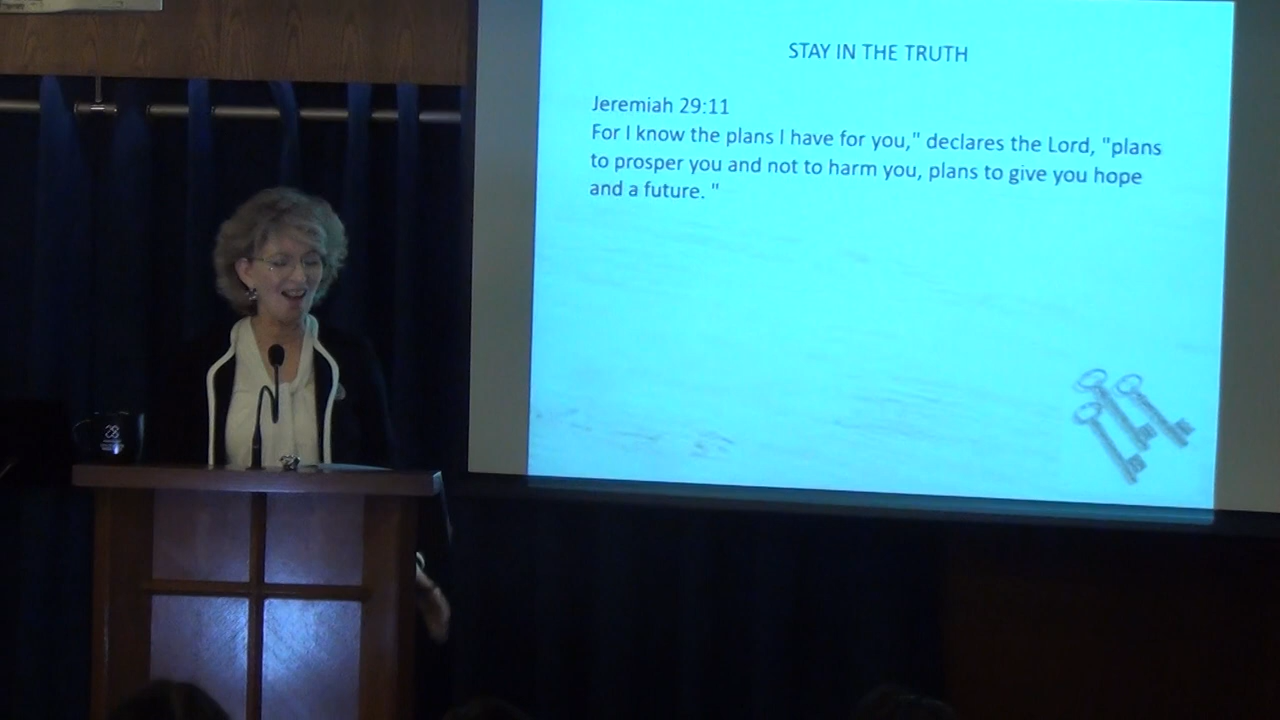 STAY IN THE TRUTH
Jeremiah 29:11
For I know the plans I have for you," declares the Lord, "plans
to prosper you and not to harm you, plans to give you hope
and a future. "